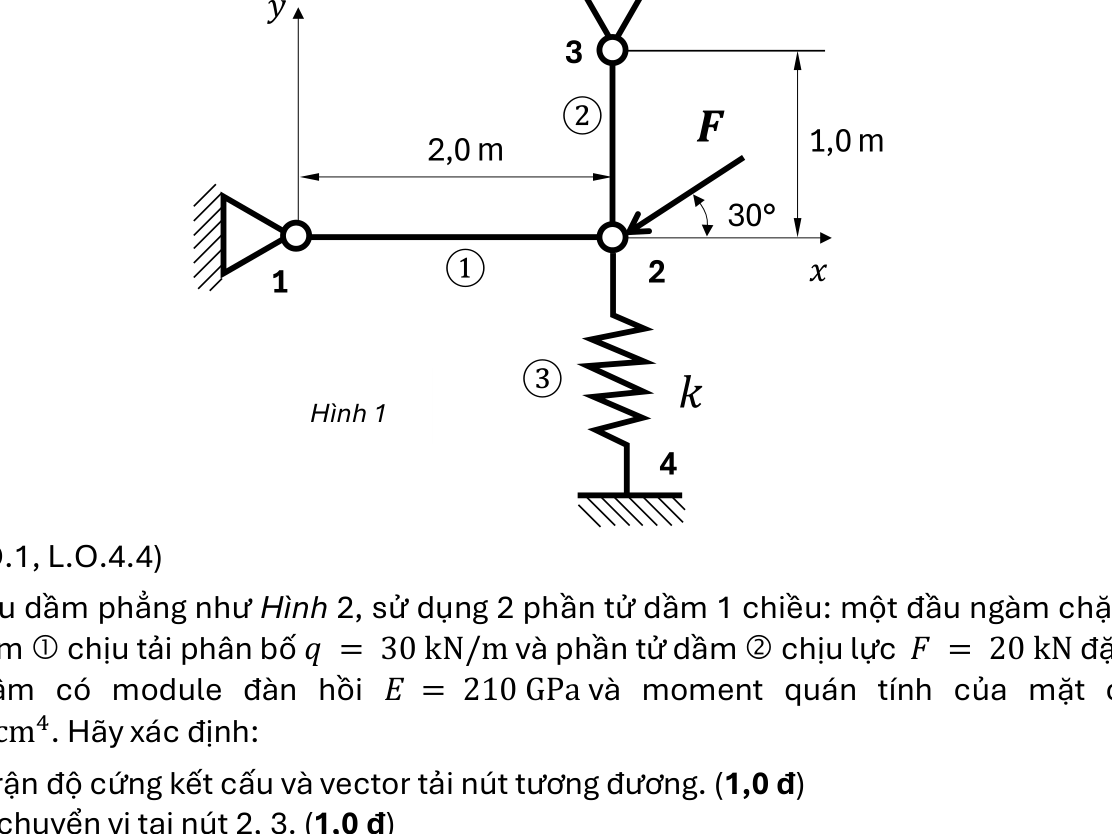 y
3
②
F
2,0 m
1,0 m
30°
1
①
2
x
③
k
Hình 1
4
.1, L.O.4.4)
u dầm phẳng như Hình 2, sử dụng 2 phần tử dầm 1 chiều: một đầu ngàm
m ① chịu tải phân bố q = 30 kN/m và phần tử dầm ② chịu lực F = 20 kN
có module đàn hồi E = 210 GPa và moment quán tính của mặt
cm⁴. Hãy xác định:
độ cứng kết cấu và vector tải nút tương đương. (1,0 đ)
chuyển vị tại nút 2, 3. (1,0 đ)